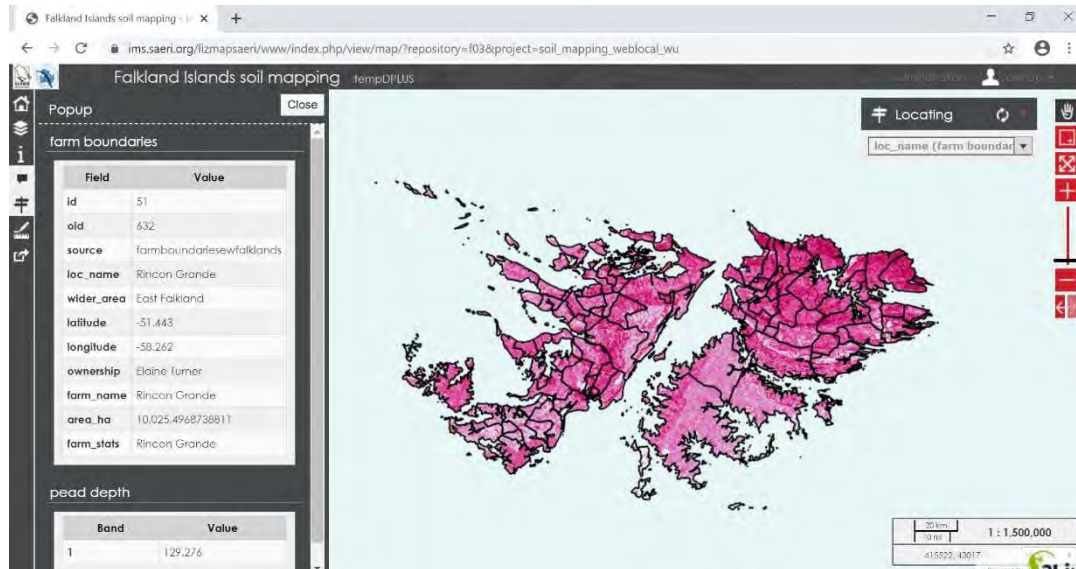 Falkland Islands soil mapping - l
ims.saeri.org/lizmapsaeri/www/index.php/view/map/?repository=f03&project=soil_mapping_weblocal_wu
Falkland Islands soil mapping tempDPLUS
Popup
Close
farm boundaries
Field Value
id 51
oid 632
source farmboundariesewfalklands
loc_name Rincon Grande
wider_area East Falkland
latitude -51.443
longitude -58.262
ownership Elaine Turner
farm_name Rincon Grande
area_ha 10,025.4968738811
farm_stats Rincon Grande
pead depth
Band Value
1 129.276
Locating
loc_name (farm boundar
20 km
10 mi
1 : 1,500,000
415522, 43017